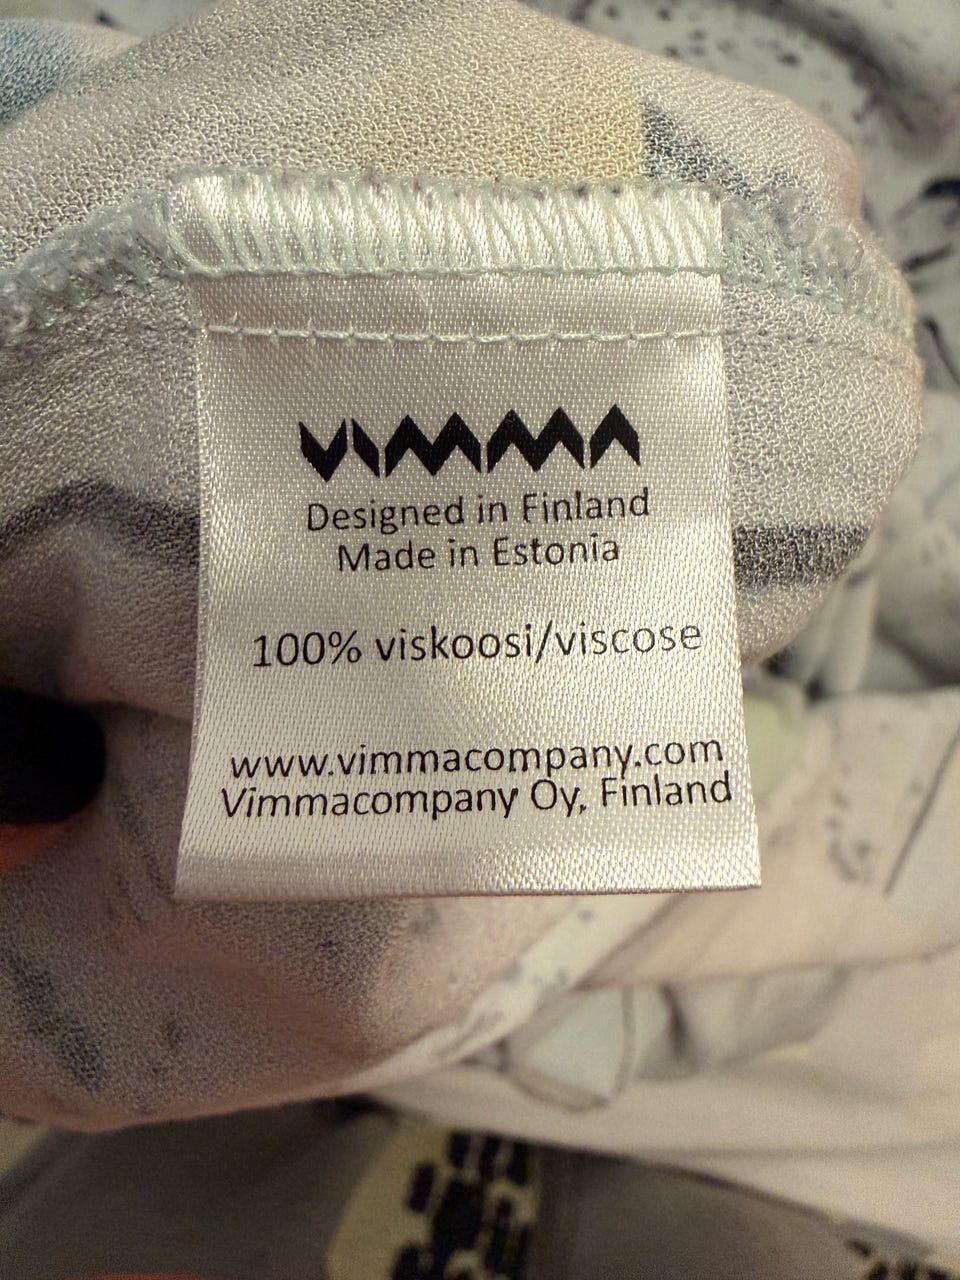 VIMMA
Designed in Finland
Made in Estonia
100% viskoosi/viscose
www.vimmacompany.com
Vimmacompany Oy, Finland